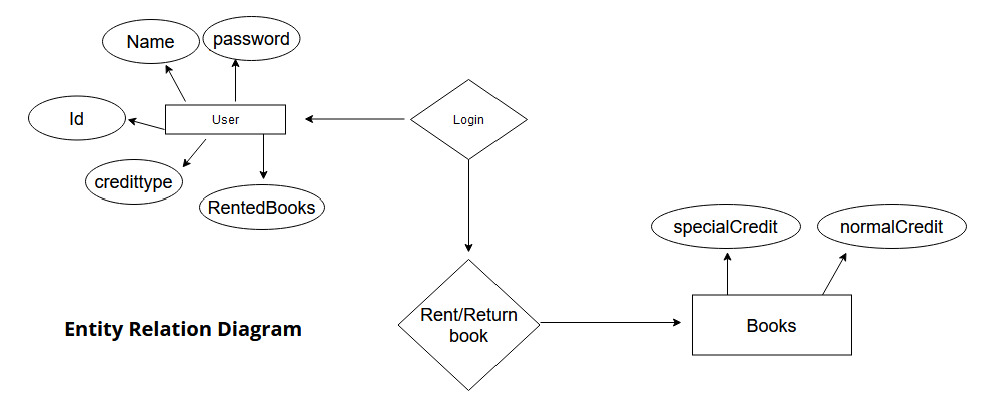 Name
password
Id
User
Login
credittype
RentedBooks
specialCredit
normalCredit
Rent/Return
book
Books
Entity Relation Diagram